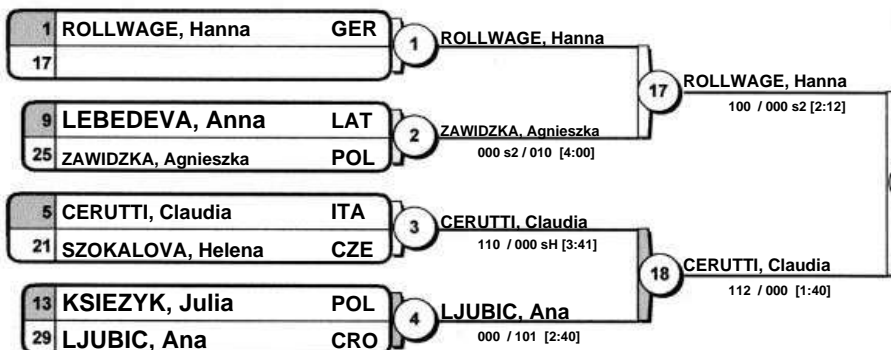 1 ROLLWAGE, Hanna GER
17
1
ROLLWAGE, Hanna
9 LEBEDEVA, Anna LAT
25 ZAWIDZKA, Agnieszka POL
2
ZAWIDZKA, Agnieszka
000 s2 / 010 [4:00]
17
ROLLWAGE, Hanna
100 / 000 s2 [2:12]
5 CERUTTI, Claudia ITA
21 SZOKALOVA, Helena CZE
3
CERUTTI, Claudia
110 / 000 sH [3:41]
13 KSIEZYK, Julia POL
29 LJUBIC, Ana CRO
4
LJUBIC, Ana
000 / 101 [2:40]
18
CERUTTI, Claudia
112 / 000 [1:40]